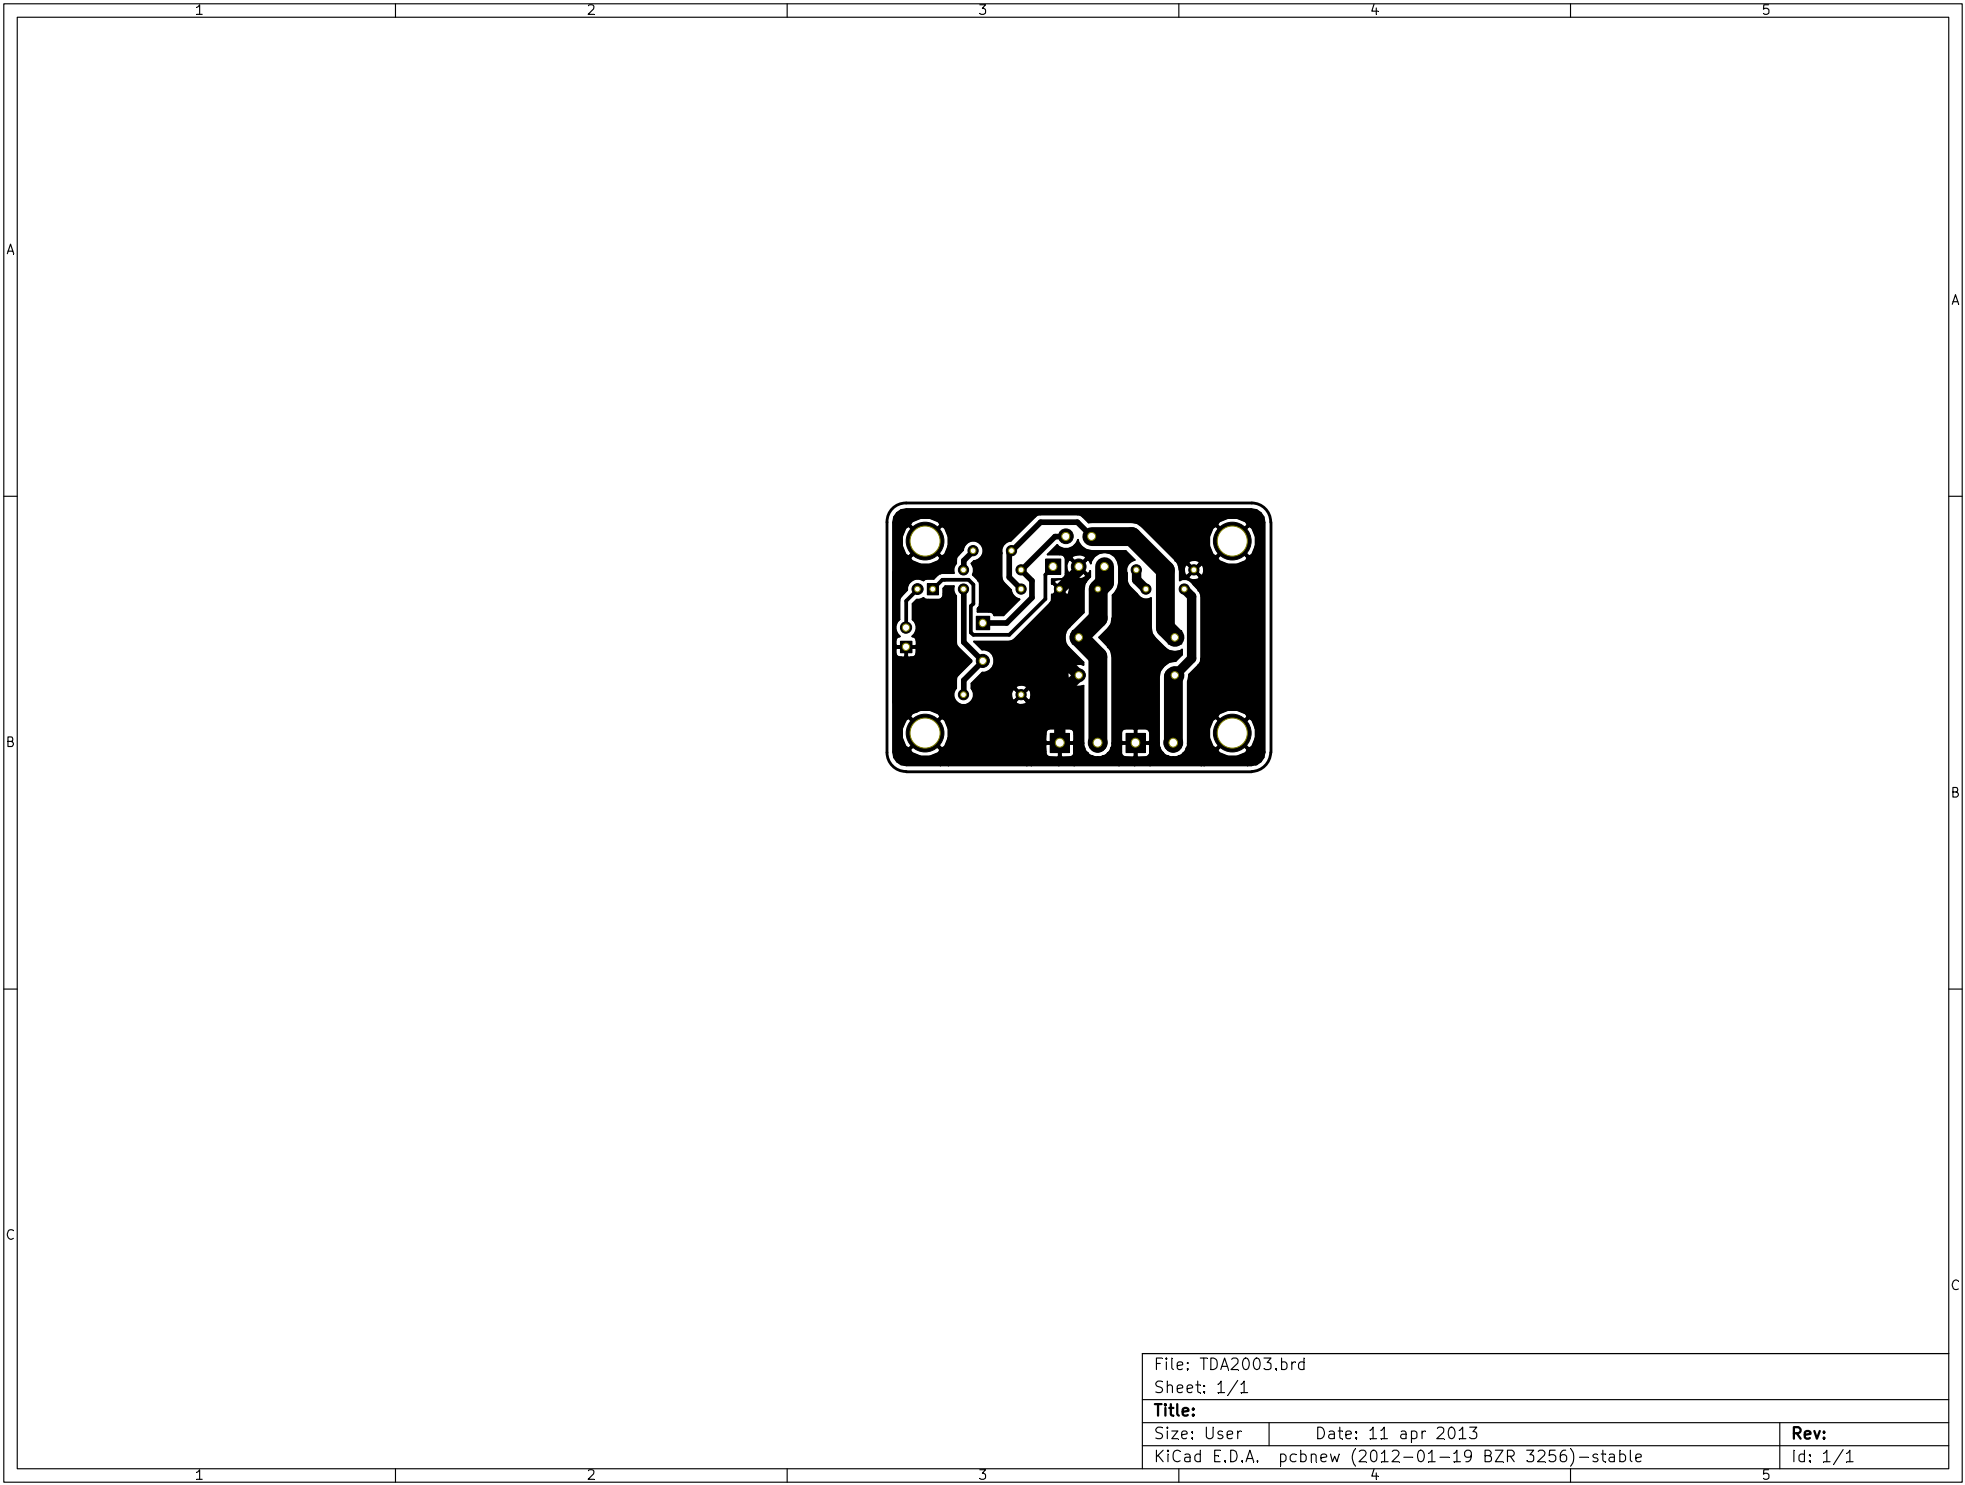 1 2 3 4 5
A
A
B
B
C
C
File: TDA2003.brd
Sheet: 1/1
Title:
Size: User Date: 11 apr 2013 Rev:
KiCad E.D.A. pcbnew (2012-01-19 BZR 3256)-stable Id: 1/1
1 2 3 4 5